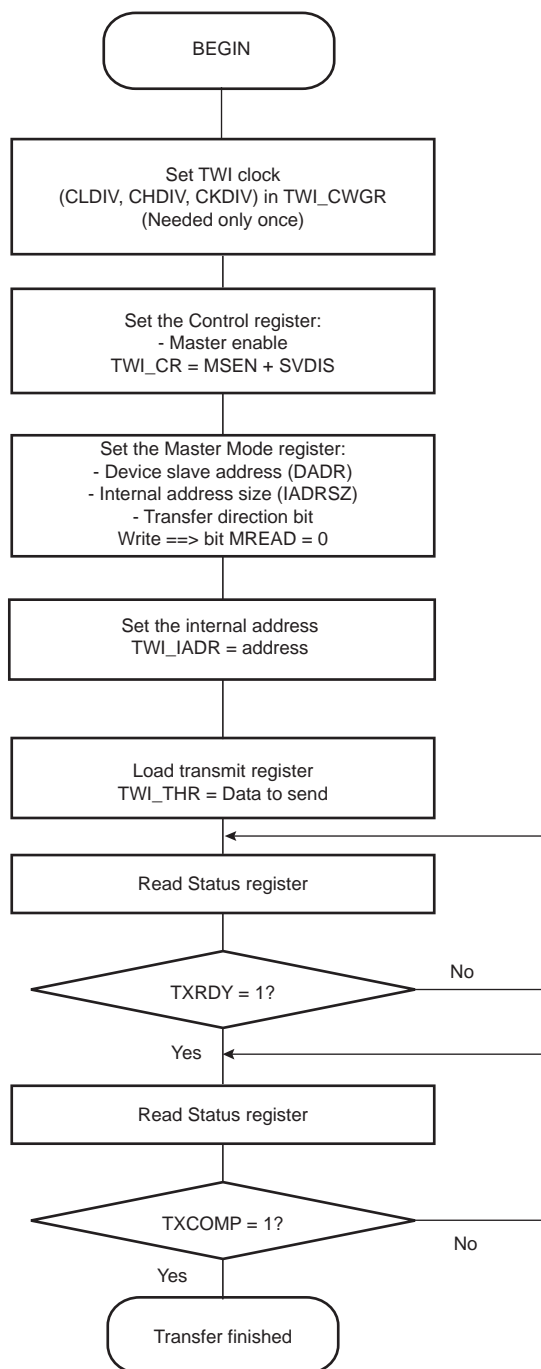 BEGIN
Set TWI clock
(CLDIV, CHDIV, CKDIV) in TWI_CWGR
(Needed only once)
Set the Control register:
- Master enable
TWI_CR = MSEN + SVDIS
Set the Master Mode register:
- Device slave address (DADR)
- Internal address size (IADRSZ)
- Transfer direction bit
Write ==> bit MREAD = 0
Set the internal address
TWI_IADR = address
Load transmit register
TWI_THR = Data to send
Read Status register
No
TXRDY = 1?
Yes
Read Status register
TXCOMP = 1?
No
Yes
Transfer finished